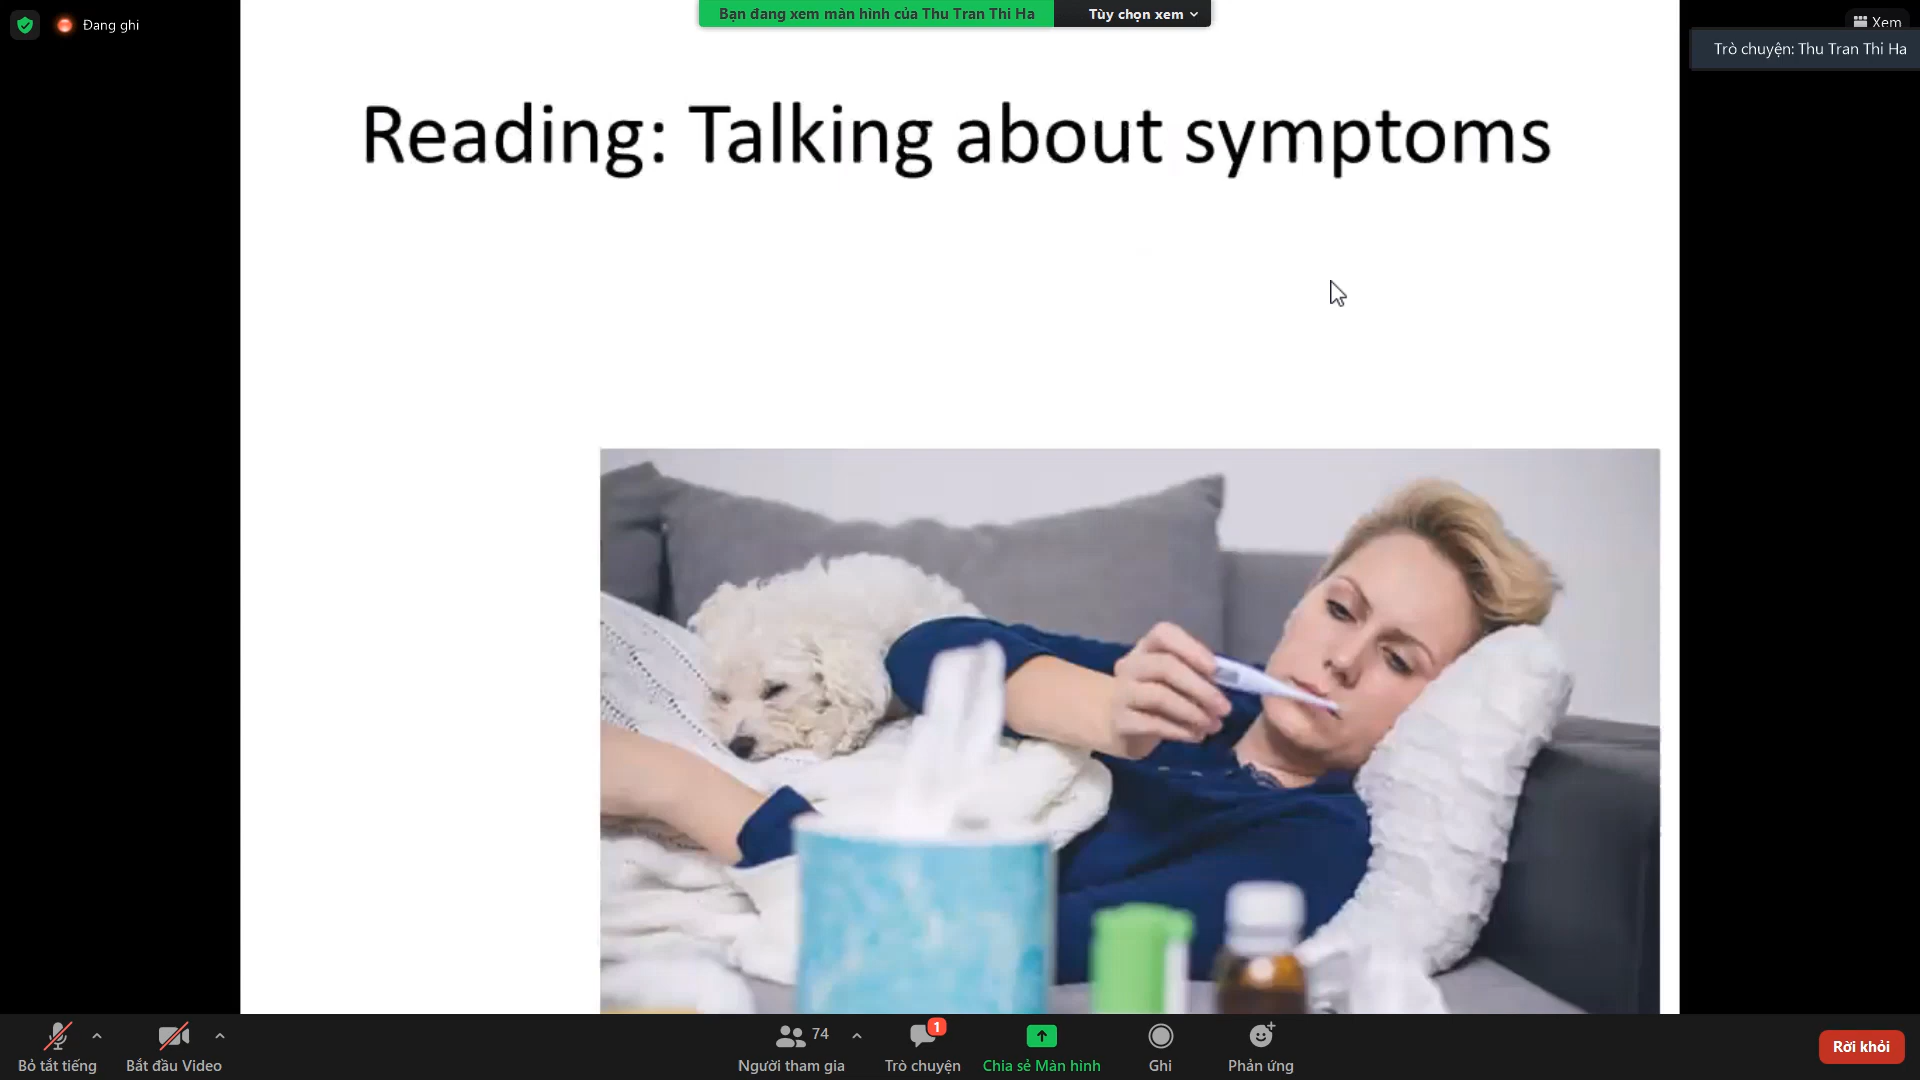 Đang ghi
Bạn đang xem màn hình của Thu Tran Thi Ha
Tùy chọn xem
Xem
Trò chuyện: Thu Tran Thi Ha
Reading: Talking about symptoms
Bỏ tắt tiếng
Bắt đầu Video
74
Người tham gia
1
Trò chuyện
Chia sẻ Màn hình
Ghi
Phản ứng
Rời khỏi